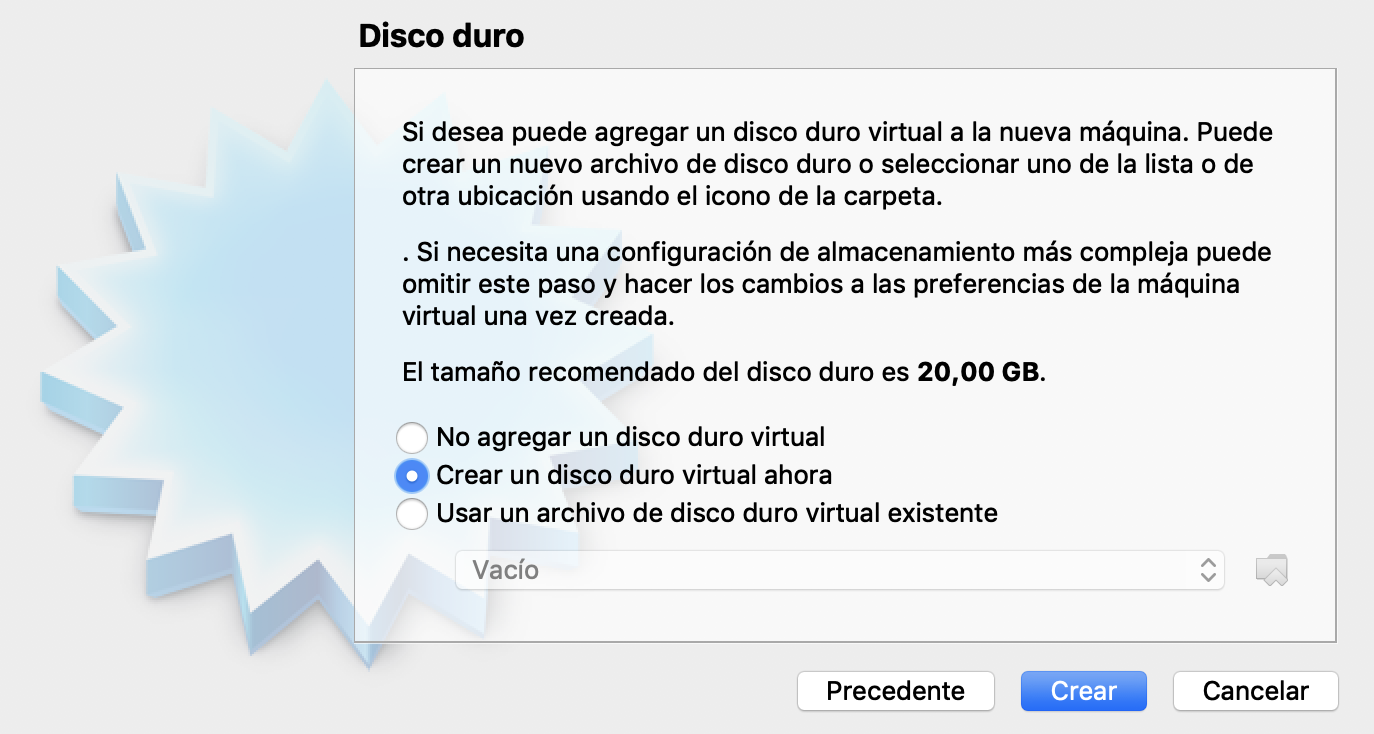 Disco duro
Si desea puede agregar un disco duro virtual a la nueva máquina. Puede
crear un nuevo archivo de disco duro o seleccionar uno de la lista o de
otra ubicación usando el icono de la carpeta.
. Si necesita una configuración de almacenamiento más compleja puede
omitir este paso y hacer los cambios a las preferencias de la máquina
virtual una vez creada.
El tamaño recomendado del disco duro es 20,00 GB.
No agregar un disco duro virtual
Crear un disco duro virtual ahora
Usar un archivo de disco duro virtual existente
Vacío
Precedente
Crear
Cancelar